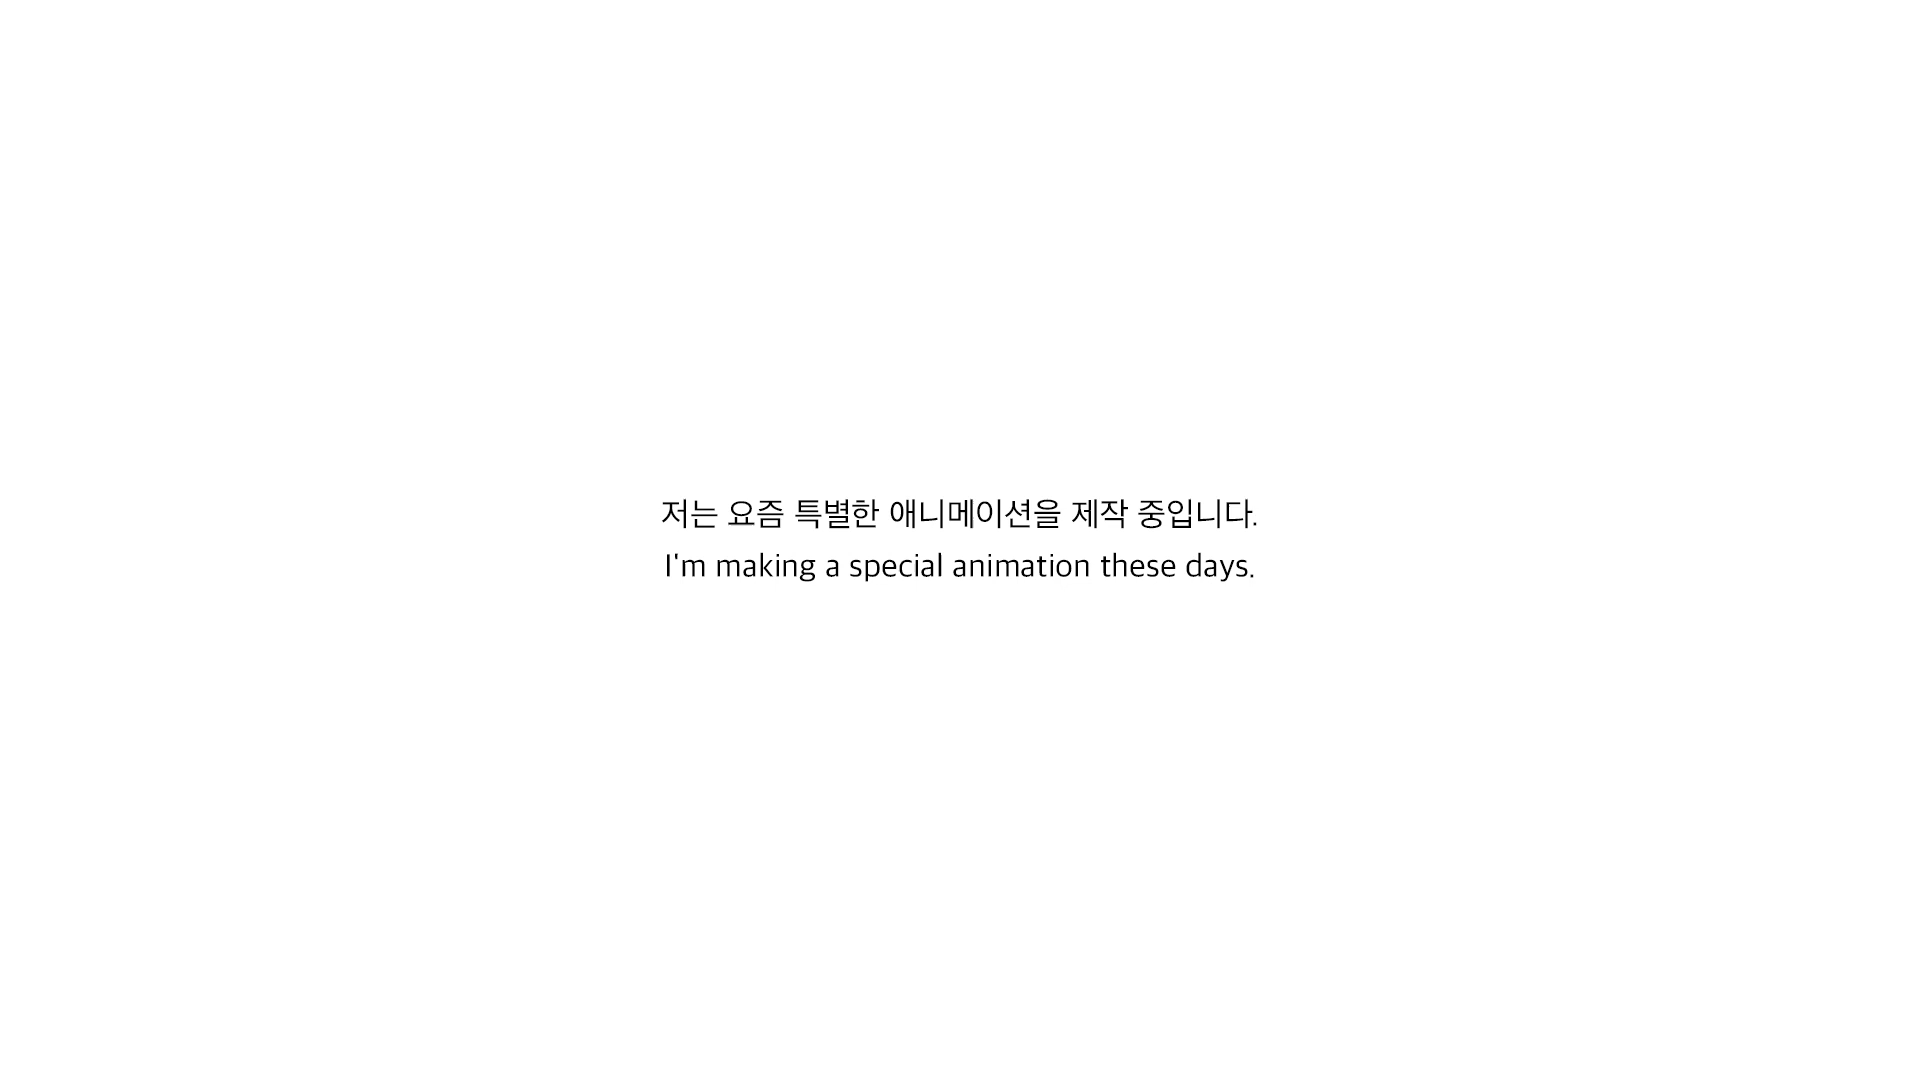 저는 요즘 특별한 애니메이션을 제작 중입니다.
I'm making a special animation these days.